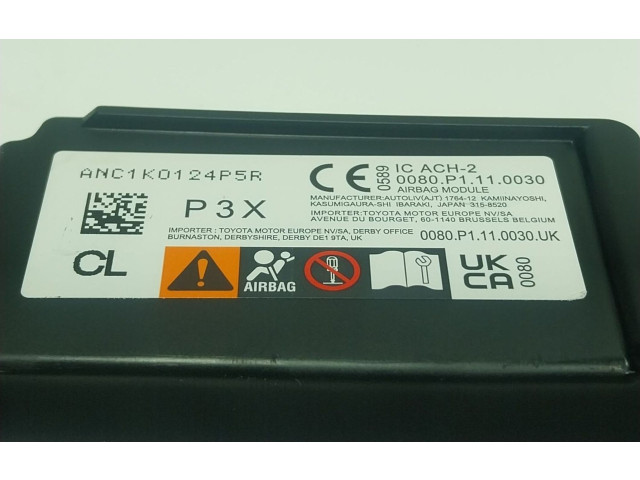 ANC1K0124P5R
P3X
IMPORTER : TOYOTA MOTOR EUROPE NV/SA, DERBY OFFICE
BURNASTON, DERBYSHIRE, DERBY DE1 9TA, UK
CL
CE 0589
IC ACH-2
0080.P1.11.0030
AIRBAG MODULE
MANUFACTURER:AUTOLIV(AJT) 1764-12 KAMIINAYOSHI,
KASUMIGAURA-SHI IBARAKI, JAPAN 315-8520
IMPORTER:TOYOTA MOTOR EUROPE NV/SA
AVENUE DU BOURGET, 60-1140 BRUSSELS BELGIUM
0080.P1.11.0030.UK
AIRBAG
UK
CA
0080